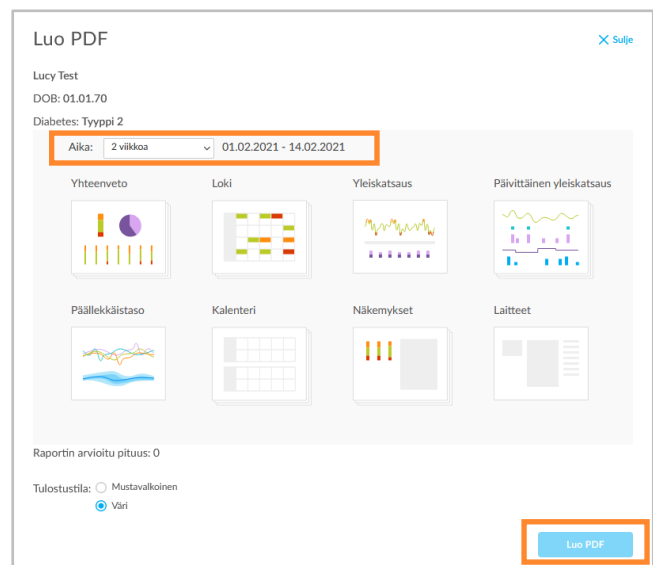 Luo PDF
Sulje
Lucy Test
DOB: 01.01.70
Diabetes: Tyyppi 2
Aika: 2 viikkoa 01.02.2021 - 14.02.2021
Yhteenveto Loki Yleiskatsaus Päivittäinen yleiskatsaus
Päällekkäistaso Kalenteri Näkemykset Laitteet
Raportin arvioitu pituus: 0
Tulostustila: Mustavalkoinen
Väri
Luo PDF